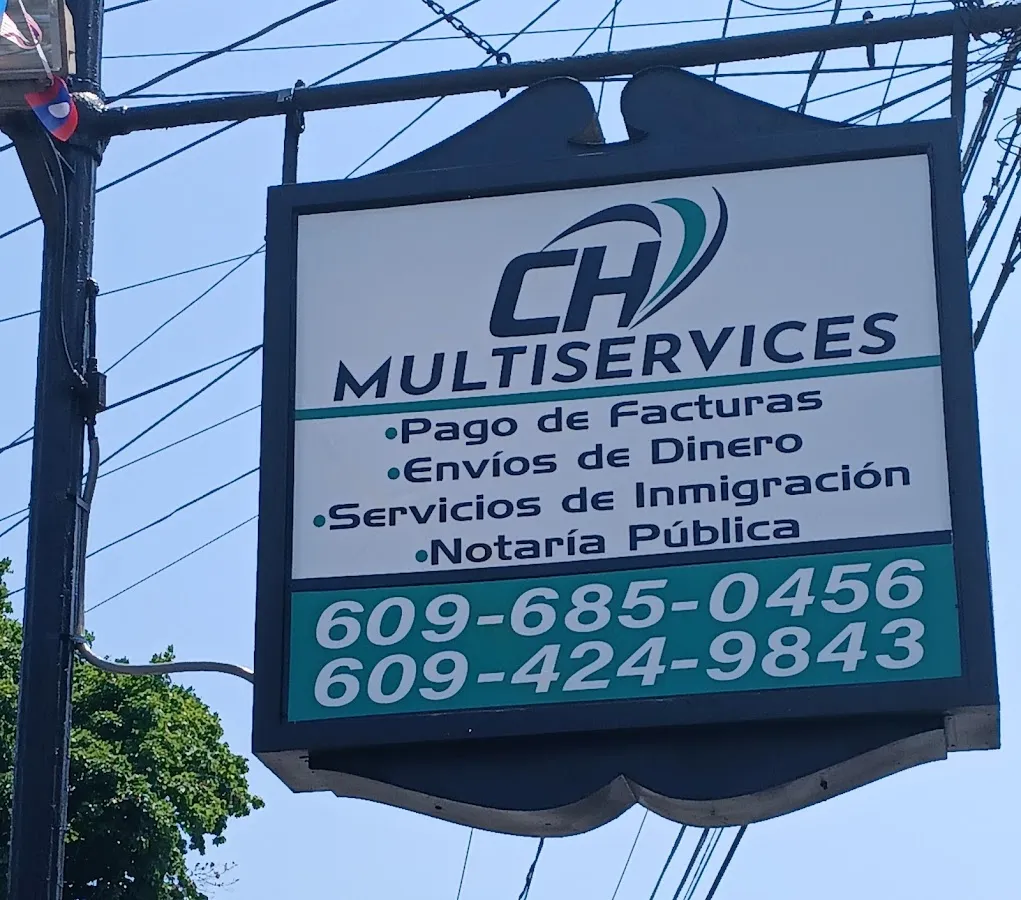 CH
MULTISERVICES
•Pago de Facturas
•Envíos de Dinero
•Servicios de Inmigración
•Notaría Pública
609-685-0456
609-424-9843